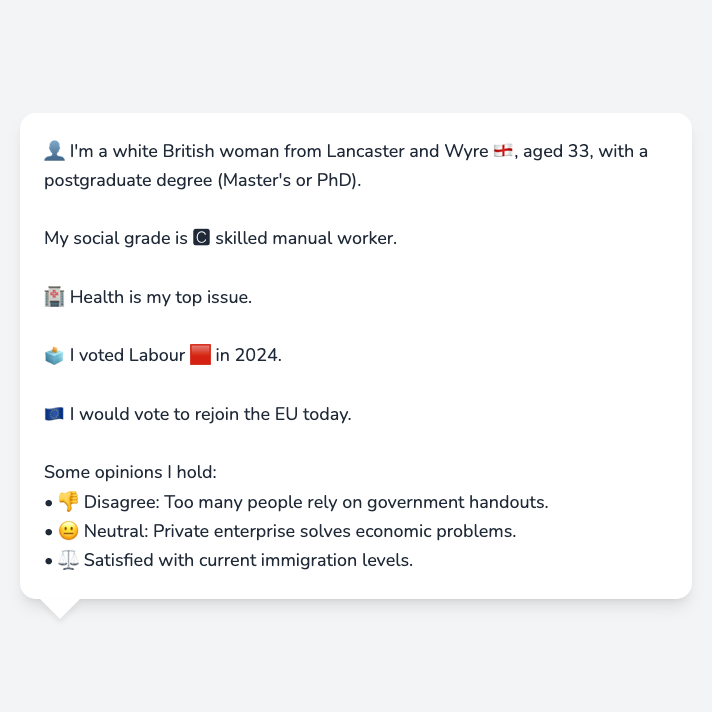 👤 I'm a white British woman from Lancaster and Wyre 🏴󠁧󠁢󠁥󠁮󠁧󠁿, aged 33, with a
postgraduate degree (Master's or PhD).
My social grade is 🅲 skilled manual worker.
🏥 Health is my top issue.
🗳️ I voted Labour 🟥 in 2024.
🇪🇺 I would vote to rejoin the EU today.
Some opinions I hold:
• 👎 Disagree: Too many people rely on government handouts.
• 😐 Neutral: Private enterprise solves economic problems.
• ⚖️ Satisfied with current immigration levels.